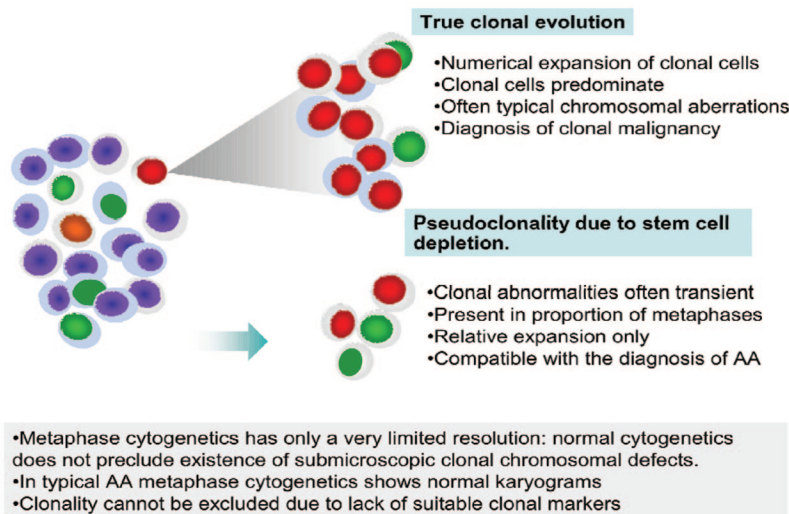 True clonal evolution
•Numerical expansion of clonal cells
•Clonal cells predominate
•Often typical chromosomal aberrations
•Diagnosis of clonal malignancy
Pseudoclonality due to stem cell
depletion.
•Clonal abnormalities often transient
•Present in proportion of metaphases
•Relative expansion only
•Compatible with the diagnosis of AA
•Metaphase cytogenetics has only a very limited resolution: normal cytogenetics
does not preclude existence of submicroscopic clonal chromosomal defects.
•In typical AA metaphase cytogenetics shows normal karyograms
•Clonality cannot be excluded due to lack of suitable clonal markers